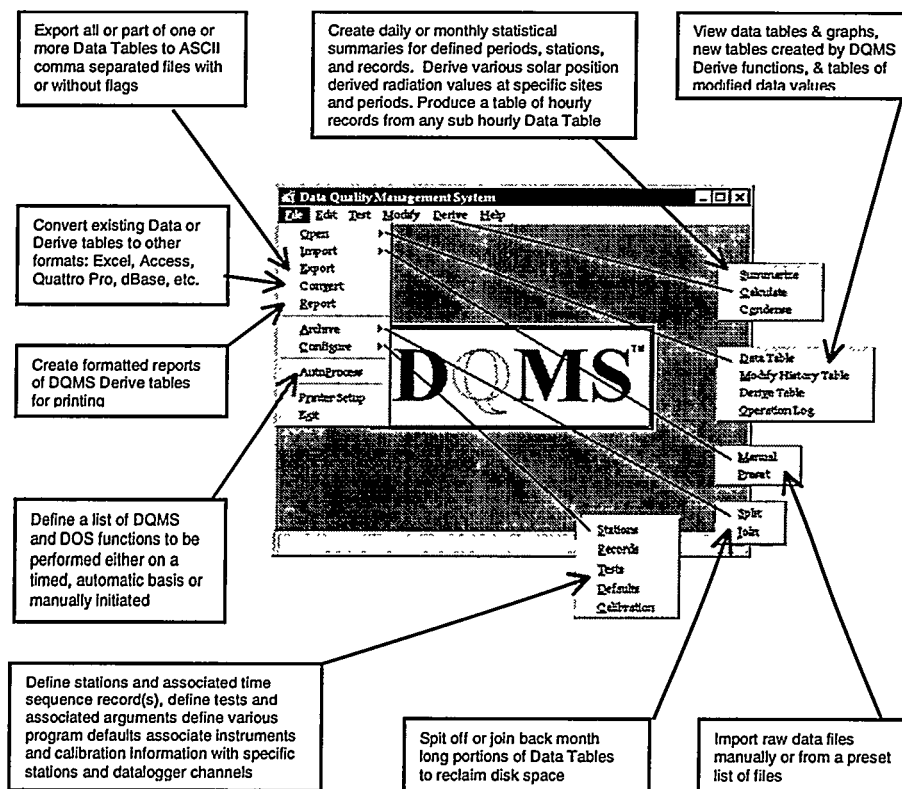 Export all or part of one or
more Data Tables to ASCII
comma separated files with
or without flags
Create daily or monthly statistical
summaries for defined periods, stations,
and records. Derive various solar position
derived radiation values at specific sites
and periods. Produce a table of hourly
records from any sub hourly Data Table
View data tables & graphs,
new tables created by DQMS
Derive functions, & tables of
modified data values
Convert existing Data or
Derive tables to other
formats: Excel, Access,
Quattro Pro, dBase, etc.
Create formatted reports
of DQMS Derive tables
for printing
Define a list of DQMS
and DOS functions to be
performed either on a
timed, automatic basis or
manually initiated
Data Quality Management System
File Edit Test Modify Derive Help
Open
Import
Export
Convert
Report
Archive
Configure
AutoProcess
Printer Setup
Exit
DQMS™
Summarize
Calculate
Condense
Data Table
Modify History Table
Derive Table
Operation Log
Manual
Preset
Split
Join
Stations
Records
Tests
Defaults
Calibration
Define stations and associated time
sequence record(s), define tests and
associated arguments define various
program defaults associate instruments
and calibration information with specific
stations and datalogger channels
Spit off or join back month
long portions of Data Tables
to reclaim disk space
Import raw data files
manually or from a preset
list of files